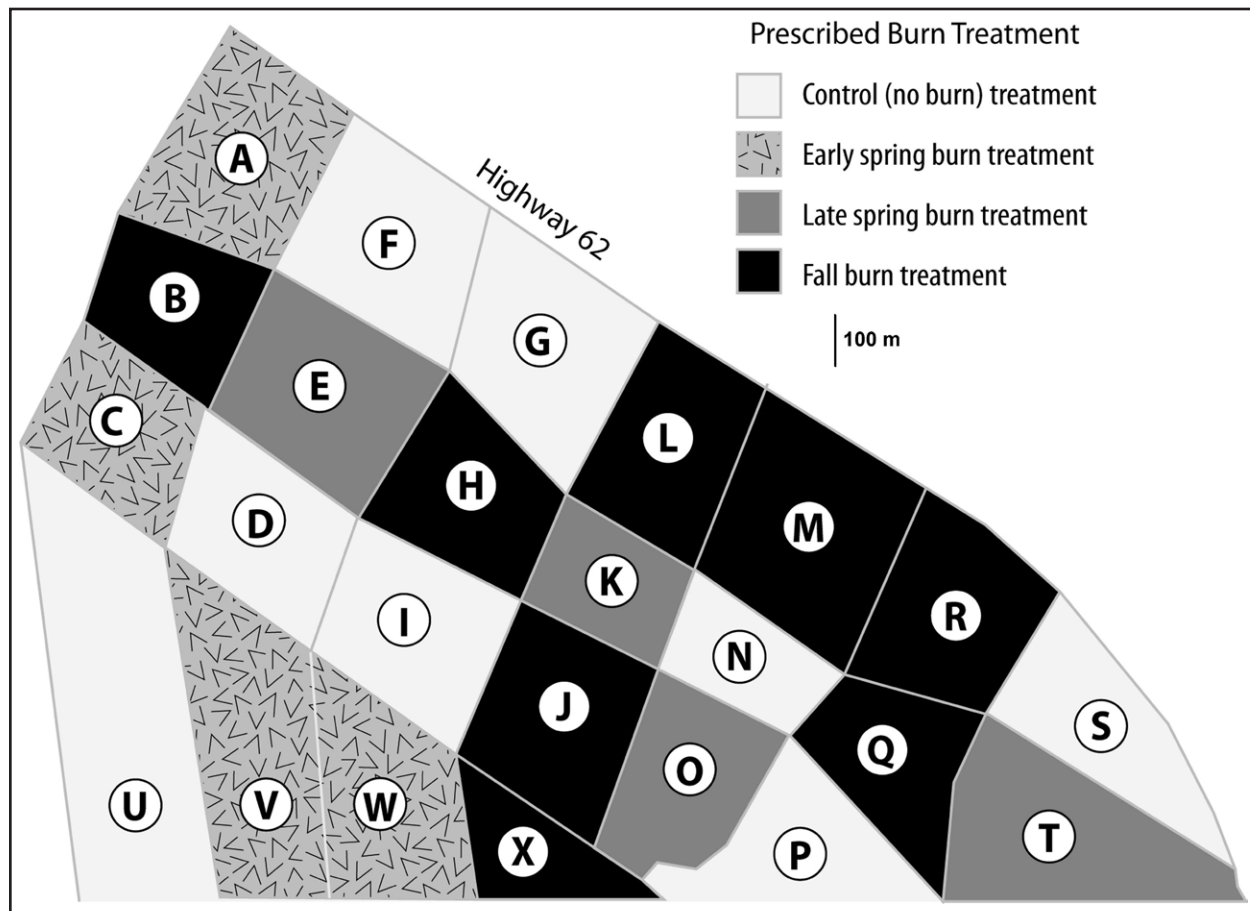 Prescribed Burn Treatment
Control (no burn) treatment
Early spring burn treatment
Late spring burn treatment
Fall burn treatment
100 m
Highway 62
A
F
B
G
E
C
L
H
D
M
K
I
R
N
J
S
Q
O
U
V
W
X
P
T